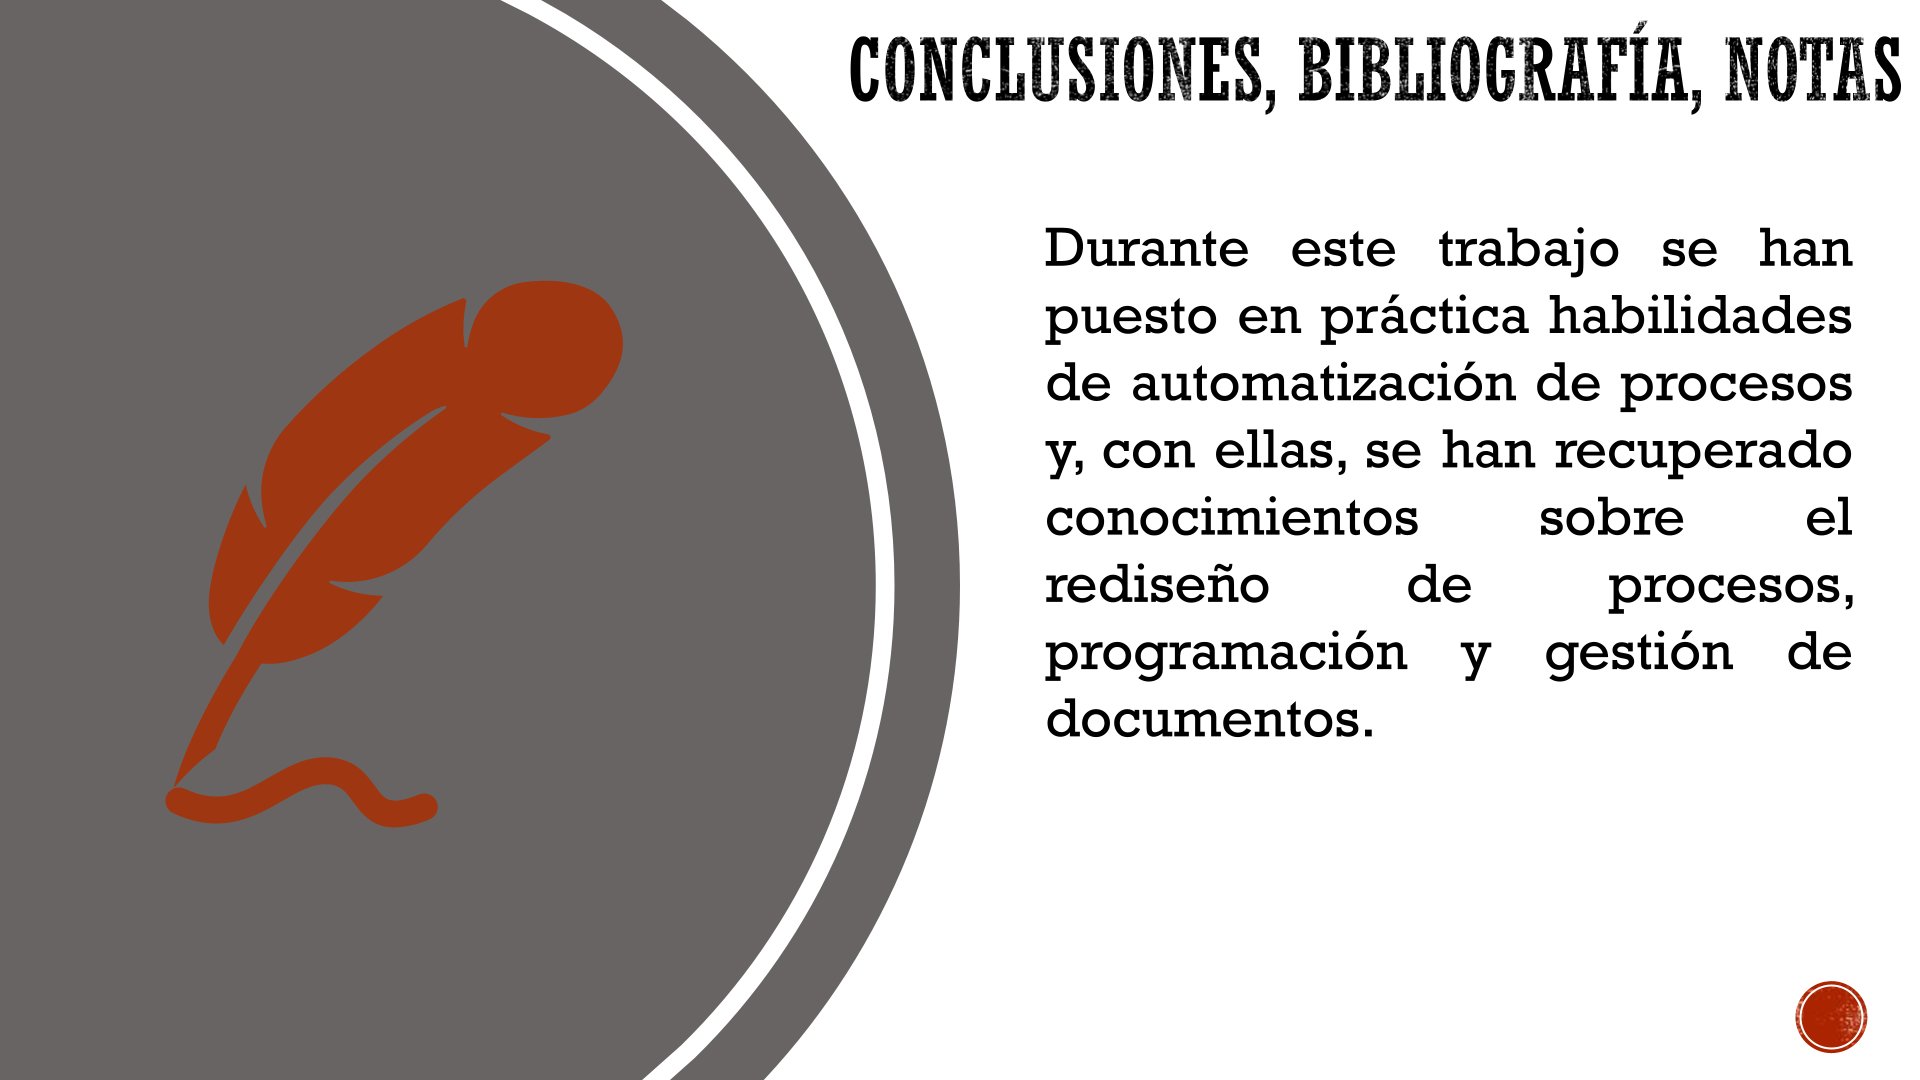 CONCLUSIONES, BIBLIOGRAFÍA, NOTAS
Durante este trabajo se han
puesto en práctica habilidades
de automatización de procesos
y, con ellas, se han recuperado
conocimientos sobre el
rediseño de procesos,
programación y gestión de
documentos.